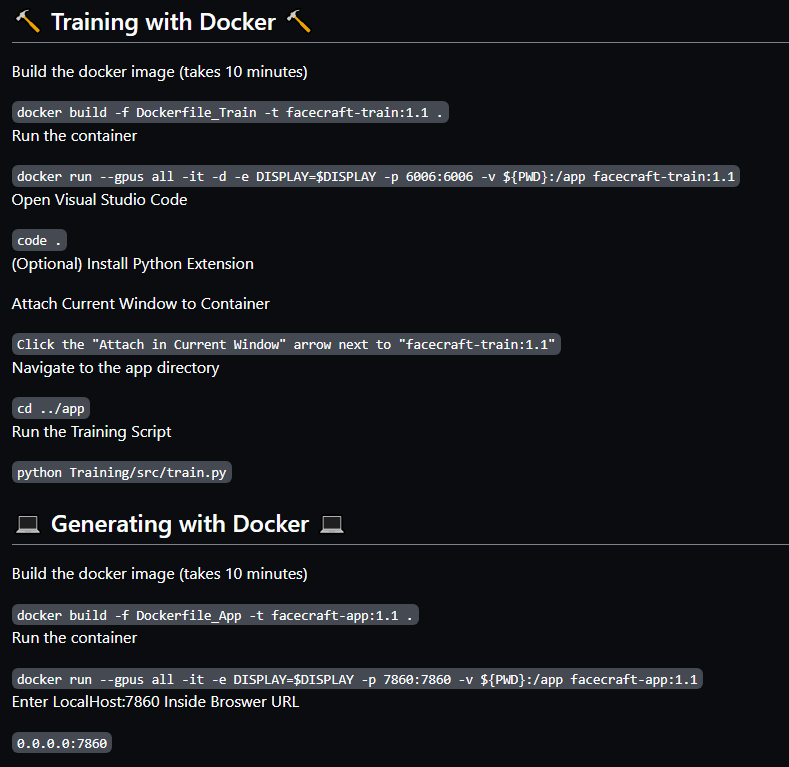 🔨 Training with Docker 🔨
Build the docker image (takes 10 minutes)
docker build -f Dockerfile_Train -t facecraft-train:1.1 .
Run the container
docker run --gpus all -it -d -e DISPLAY=$DISPLAY -p 6006:6006 -v ${PWD}:/app facecraft-train:1.1
Open Visual Studio Code
code .
(Optional) Install Python Extension
Attach Current Window to Container
Click the "Attach in Current Window" arrow next to "facecraft-train:1.1"
Navigate to the app directory
cd ../app
Run the Training Script
python Training/src/train.py
💻 Generating with Docker 💻
Build the docker image (takes 10 minutes)
docker build -f Dockerfile_App -t facecraft-app:1.1 .
Run the container
docker run --gpus all -it -e DISPLAY=$DISPLAY -p 7860:7860 -v ${PWD}:/app facecraft-app:1.1
Enter LocalHost:7860 Inside Broswer URL
0.0.0.0:7860